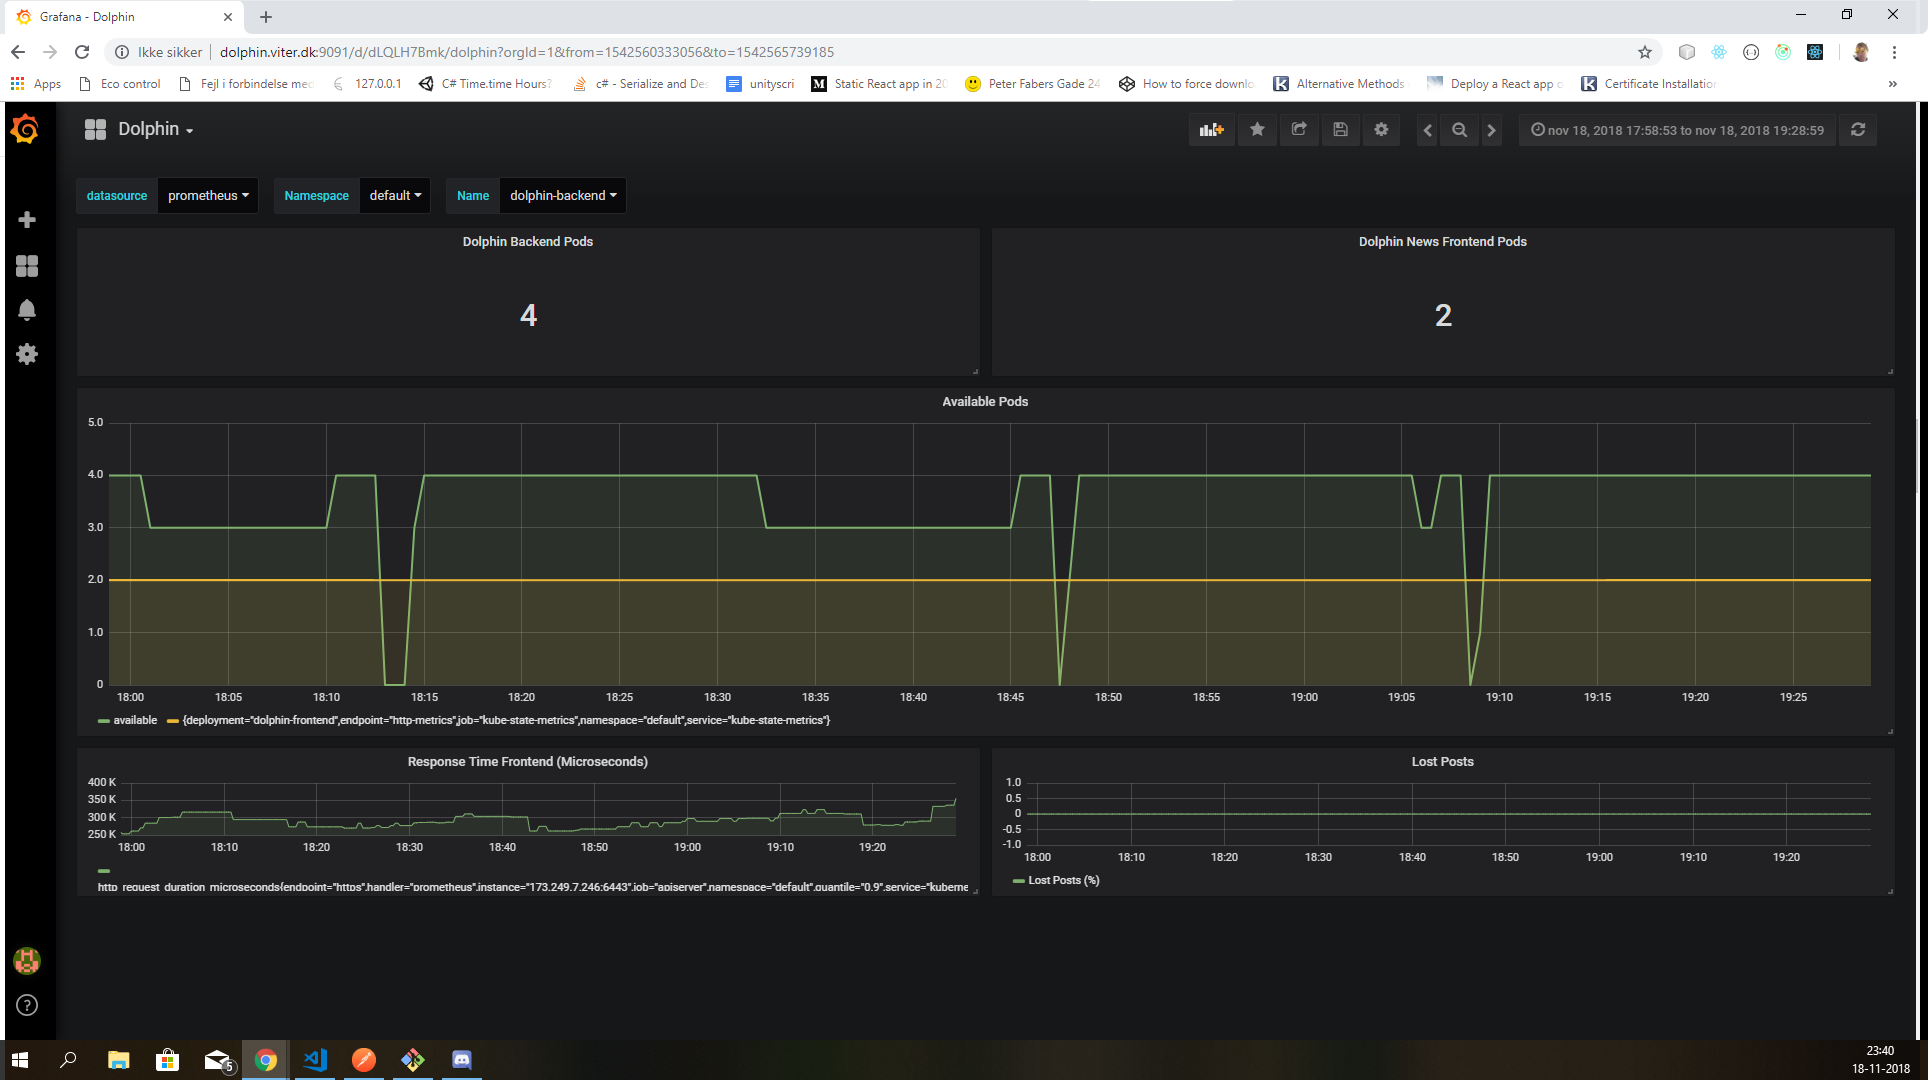 Grafana - Dolphin
Ikke sikker dolphin.viter.dk:9091/d/dLQLH7Bmk/dolphin?orgId=1&from=1542560333056&to=1542565739185
Apps Eco control Fejl i forbindelse med 127.0.0.1 C# Time.time Hours? c# - Serialize and Des unityscri Static React app in 20 Peter Fabers Gade 24 How to force downlo Alternative Methods Deploy a React app o Certificate Installation »
Dolphin
nov 18, 2018 17:58:53 to nov 18, 2018 19:28:59
datasource prometheus Namespace default Name dolphin-backend
Dolphin Backend Pods
4
Dolphin News Frontend Pods
2
Available Pods
5.0
4.0
3.0
2.0
1.0
0
18:00 18:05 18:10 18:15 18:20 18:25 18:30 18:35 18:40 18:45 18:50 18:55 19:00 19:05 19:10 19:15 19:20 19:25
available {deployment="dolphin-frontend",endpoint="http-metrics",job="kube-state-metrics",namespace="default",service="kube-state-metrics"}
Response Time Frontend (Microseconds)
400 K
350 K
300 K
250 K
18:00 18:10 18:20 18:30 18:40 18:50 19:00 19:10 19:20
http_request_duration_microseconds{endpoint="https",handler="prometheus",instance="173.249.7.246:6443",job="apiserver",namespace="default",quantile="0.9",service="kuberne
Lost Posts
1.0
0.5
0
-0.5
-1.0
18:00 18:10 18:20 18:30 18:40 18:50 19:00 19:10 19:20
Lost Posts (%)
?
5
23:40
18-11-2018